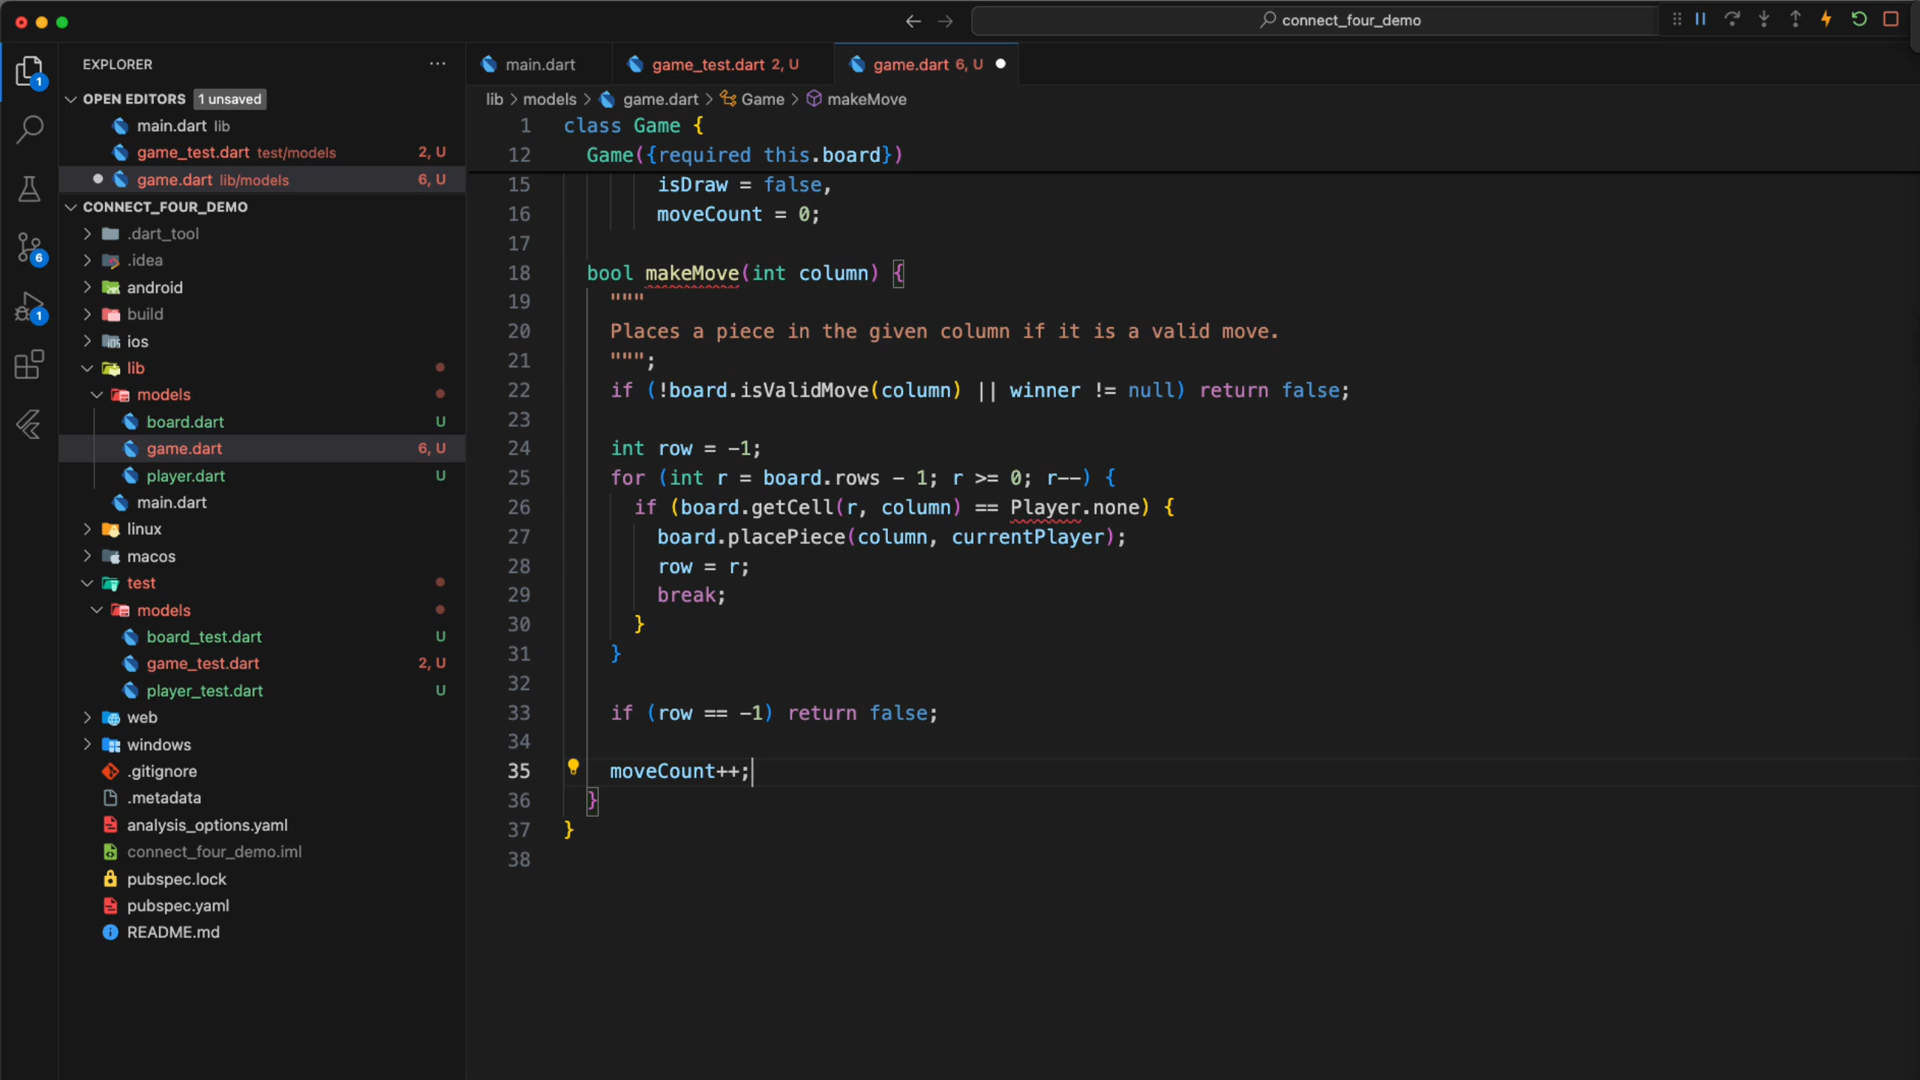 connect_four_demo
EXPLORER
OPEN EDITORS 1 unsaved
main.dart lib
game_test.dart test/models 2, U
game.dart lib/models 6, U
CONNECT_FOUR_DEMO
.dart_tool
.idea
android
build
ios
lib
models
board.dart U
game.dart 6, U
player.dart U
main.dart
linux
macos
test
models
board_test.dart U
game_test.dart 2, U
player_test.dart U
web
windows
.gitignore
.metadata
analysis_options.yaml
connect_four_demo.iml
pubspec.lock
pubspec.yaml
README.md
1
6
1
main.dart
game_test.dart 2, U
game.dart 6, U
lib > models > game.dart > Game > makeMove
1 class Game {
12 Game({required this.board})
15 isDraw = false,
16 moveCount = 0;
17
18 bool makeMove(int column) {
19 """
20 Places a piece in the given column if it is a valid move.
21 """;
22 if (!board.isValidMove(column) || winner != null) return false;
23
24 int row = -1;
25 for (int r = board.rows - 1; r >= 0; r--) {
26 if (board.getCell(r, column) == Player.none) {
27 board.placePiece(column, currentPlayer);
28 row = r;
29 break;
30 }
31 }
32
33 if (row == -1) return false;
34
35 moveCount++;
36 }
37 }
38